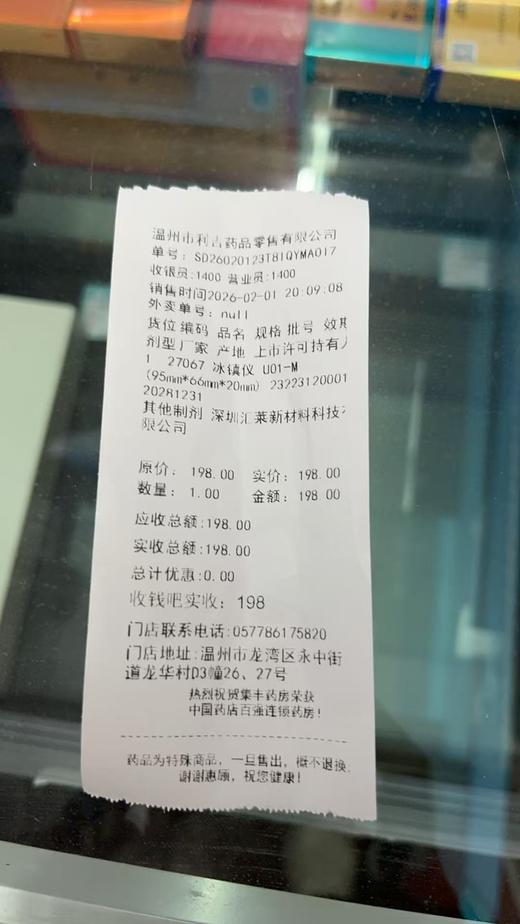 温州市利吉药品零售有限公司
单号: SD26020123T8IQYMA017
收银员:1400 营业员:1400
销售时间2026-02-01 20:09:08
外卖单号: null
货位 编码 品名 规格 批号 效期
剂型 厂家 产地 上市许可持有人
1 27067 冰镇仪 U01-M
(95mm*66mm*20mm) 23223120001
20281231
其他制剂 深圳汇莱新材料科技
限公司
原价: 198.00 实价: 198.00
数量: 1.00 金额: 198.00
应收总额:198.00
实收总额:198.00
总计优惠:0.00
收钱吧实收: 198
门店联系电话:057786175820
门店地址:温州市龙湾区永中街
道龙华村D3幢26、27号
热烈祝贺集丰药房荣获
中国药店百强连锁药房!
药品为特殊商品, 一旦售出, 概不退换.
谢谢惠顾, 祝您健康!